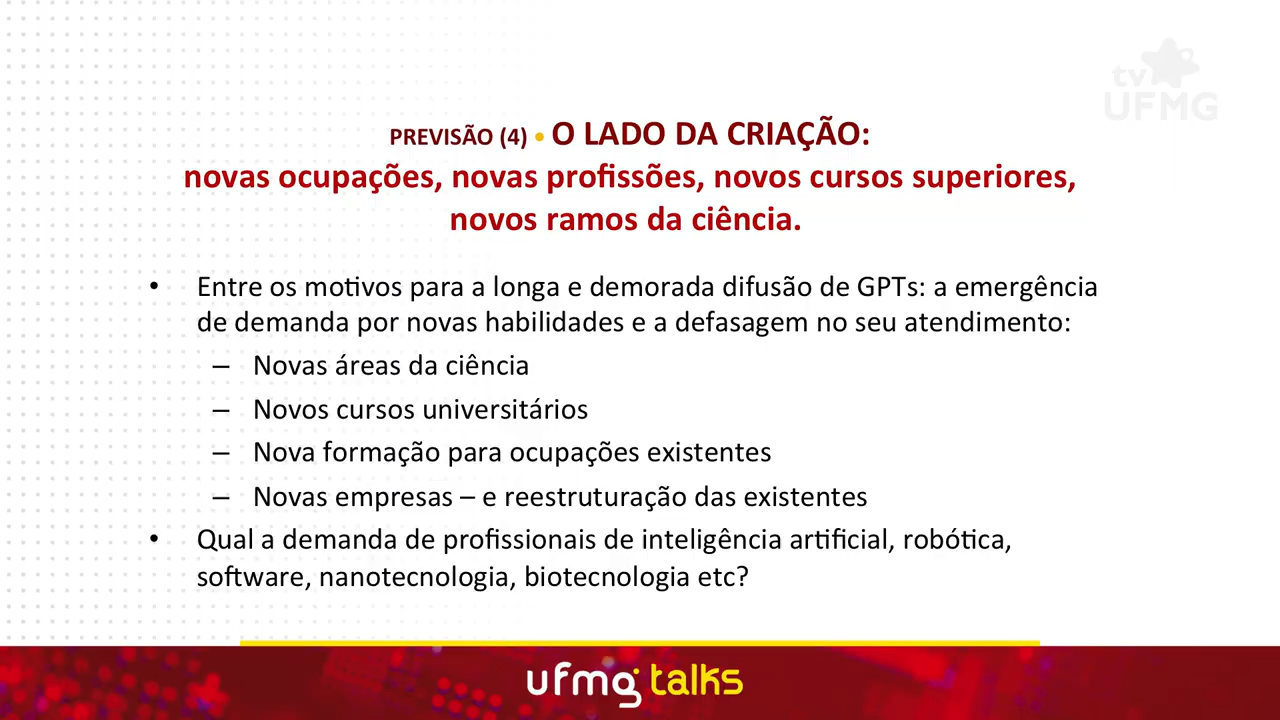 tv
UFMG
PREVISÃO (4) • O LADO DA CRIAÇÃO:
novas ocupações, novas profissões, novos cursos superiores,
novos ramos da ciência.
• Entre os motivos para a longa e demorada difusão de GPTs: a emergência
de demanda por novas habilidades e a defasagem no seu atendimento:
– Novas áreas da ciência
– Novos cursos universitários
– Nova formação para ocupações existentes
– Novas empresas – e reestruturação das existentes
• Qual a demanda de profissionais de inteligência artificial, robótica,
software, nanotecnologia, biotecnologia etc?
ufmg talks